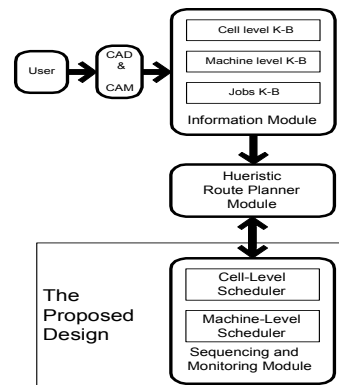 User
CAD
&
CAM
Cell level K-B
Machine level K-B
Jobs K-B
Information Module
Hueristic
Route Planner
Module
The
Proposed
Design
Cell-Level
Scheduler
Machine-Level
Scheduler
Sequencing and
Monitoring Module